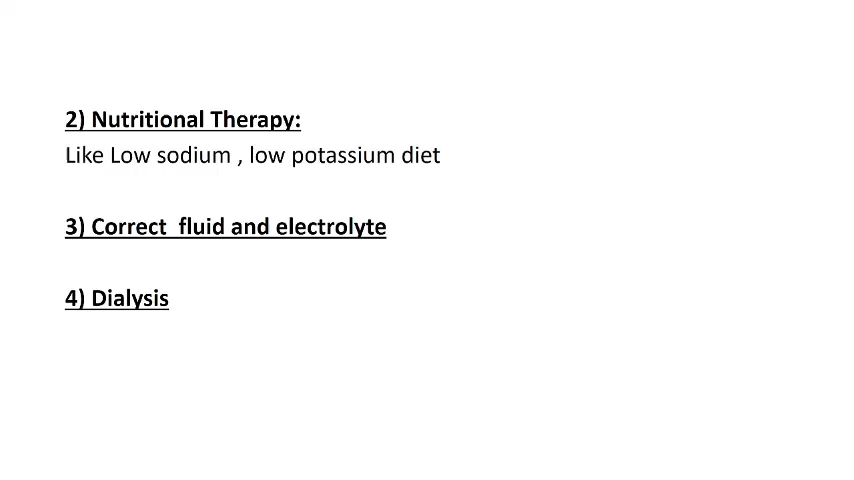 2) Nutritional Therapy:
Like Low sodium , low potassium diet
3) Correct  fluid and electrolyte
4) Dialysis